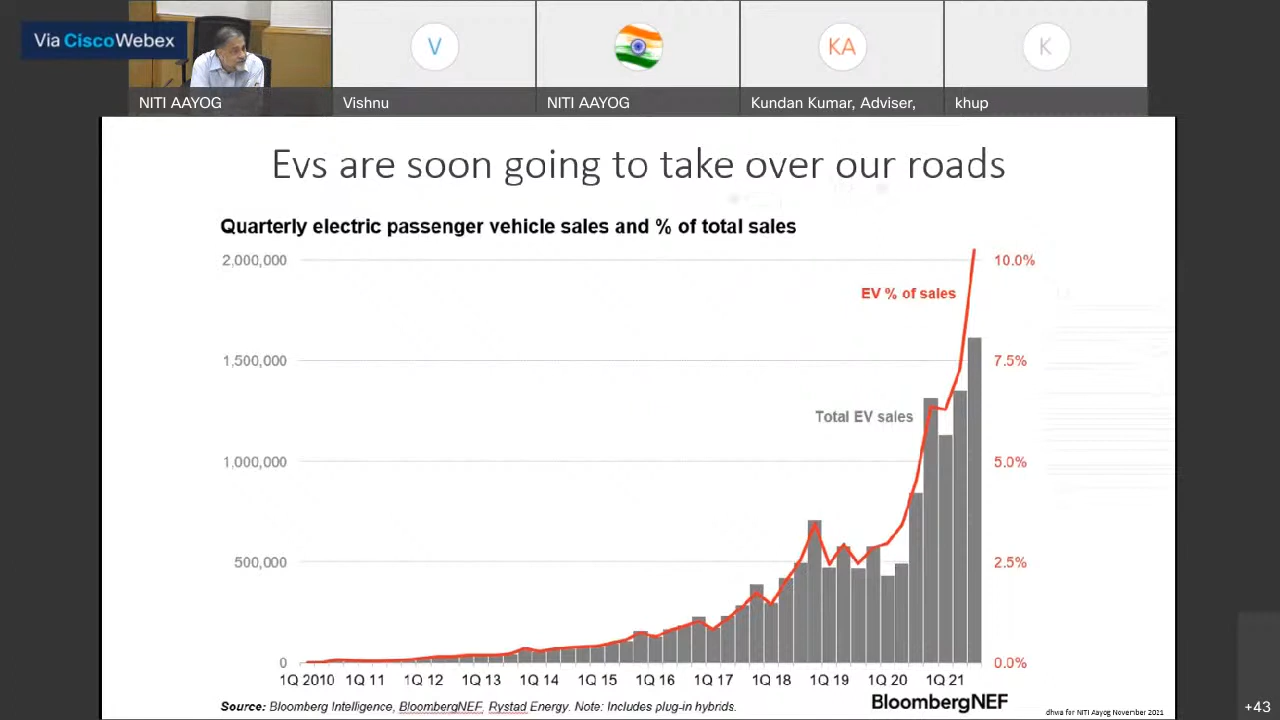 Via CiscoWebex
V
KA
K
NITI AAYOG
Vishnu
NITI AAYOG
Kundan Kumar, Adviser,
khup
Evs are soon going to take over our roads
Quarterly electric passenger vehicle sales and % of total sales
2,000,000
10.0%
EV % of sales
1,500,000
7.5%
Total EV sales
1,000,000
5.0%
500,000
2.5%
0
0.0%
1Q 2010 1Q 11 1Q 12 1Q 13 1Q 14 1Q 15 1Q 16 1Q 17 1Q 18 1Q 19 1Q 20 1Q 21
Source: Bloomberg Intelligence, BloombergNEF, Rystad Energy. Note: Includes plug-in hybrids.
BloombergNEF
dhwa for NITI Aayog November 2021
+43